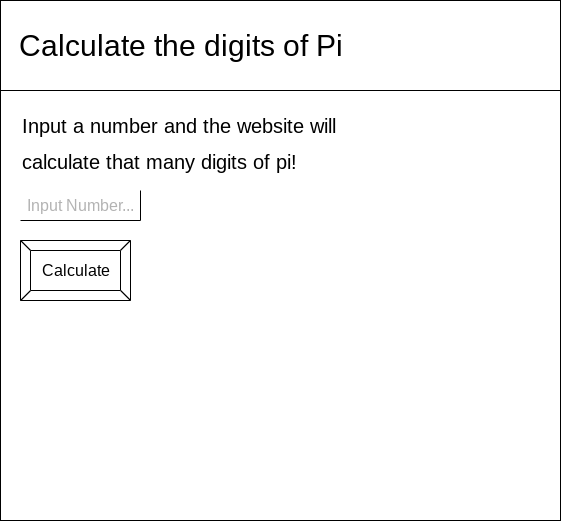 Calculate the digits of Pi
Input a number and the website will
calculate that many digits of pi!
Input Number...
Calculate